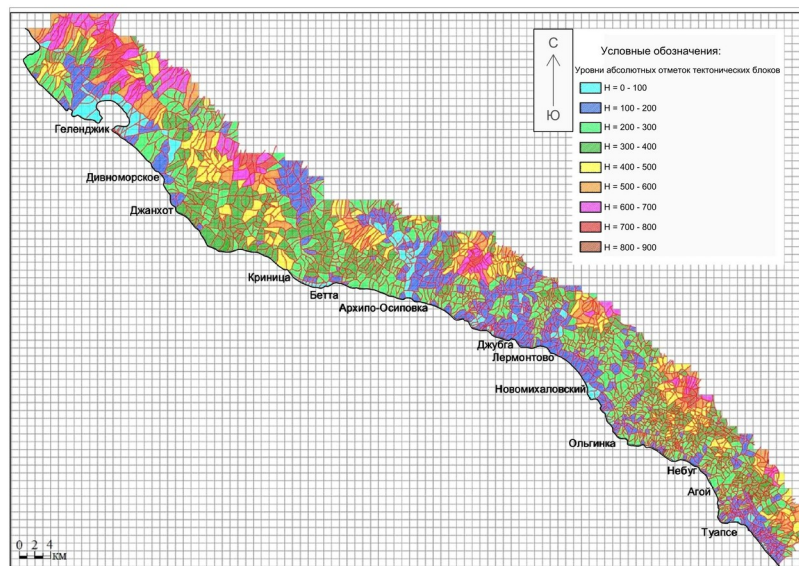 С
Ю
Условные обозначения:
Уровни абсолютных отметок тектонических блоков
H = 0 - 100
H = 100 - 200
H = 200 - 300
H = 300 - 400
H = 400 - 500
H = 500 - 600
H = 600 - 700
H = 700 - 800
H = 800 - 900
Геленджик
Дивноморское
Джанхот
Криница
Бетта
Архипо-Осиповка
Джубга
Лермонтово
Новомихаловский
Ольгинка
Небуг
Агой
Туапсе
0 2 4
км